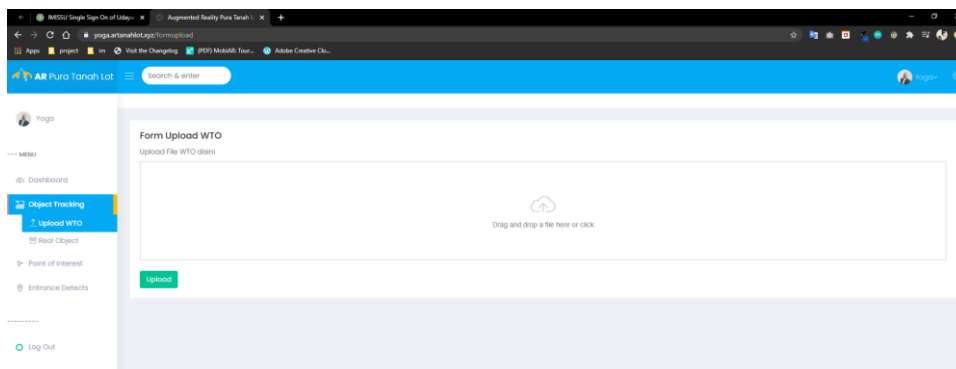 IMISSU Single Sign On of Uday
Augmented Reality Pura Tanah L
yoga.artanahlot.xyz/formupload
Apps project im Visit the Changelog (PDF) MobiAR: Tour... Adobe Creative Clo...
AR Pura Tanah Lot
Search & enter
Yoga
Yoga
Form Upload WTO
Upload File WTO disini
--- MENU
Dashboard
Object Tracking
Upload WTO
Real Object
Drag and drop a file here or click
Point of Interest
Upload
Entrance Detects
---------
Log Out